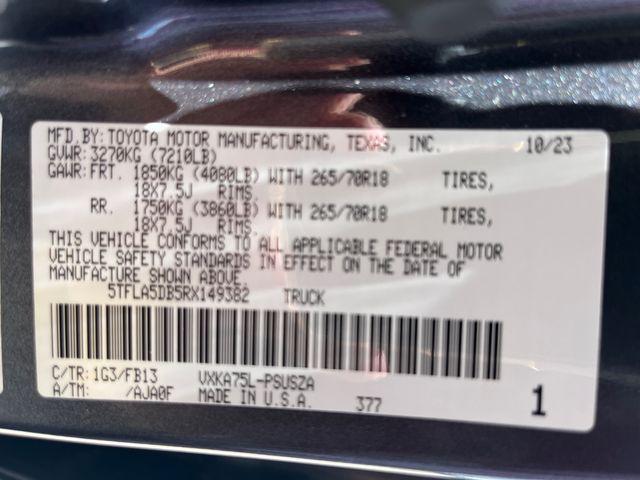 MFD.BY:TOYOTA MOTOR MANUFACTURING, TEXAS, INC. 10/23
GVWR:3270KG (7210LB)
GAWR:FRT. 1850KG (4080LB) WITH 265/70R18 TIRES,
18X7.5J RIMS.
RR. 1750KG (3860LB) WITH 265/70R18 TIRES,
18X7.5J RIMS.
THIS VEHICLE CONFORMS TO ALL APPLICABLE FEDERAL MOTOR
VEHICLE SAFETY STANDARDS IN EFFECT ON THE DATE OF
MANUFACTURE SHOWN ABOVE.
5TFLA5DB5RX149382 TRUCK
C/TR:1G3/FB13 VXKA75L-PSUSZA
A/TM: /AJA0F MADE IN U.S.A. 377 1